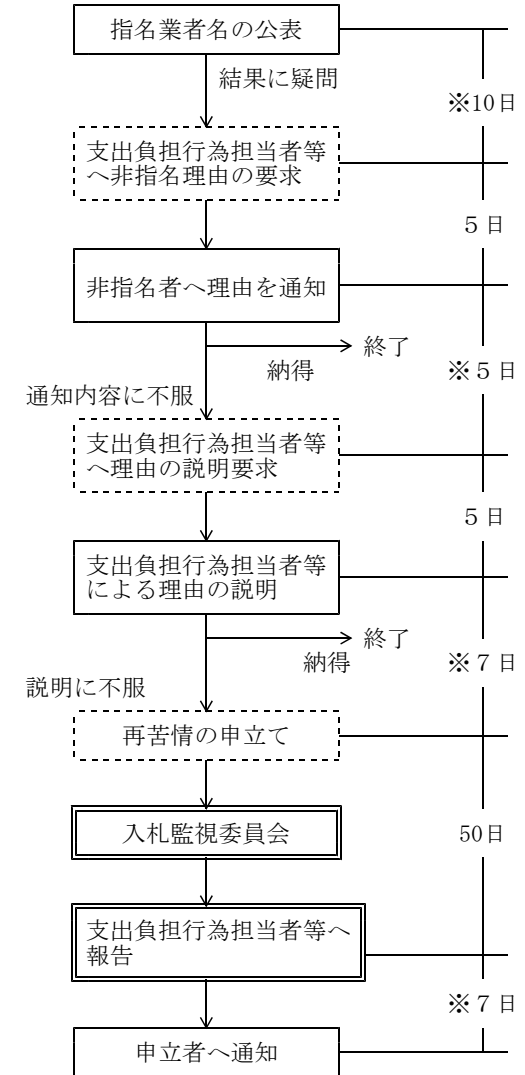 指名業者名の公表
結果に疑問
※10日
支出負担行為担当者等
へ非指名理由の要求
５日
非指名者へ理由を通知
終了
納得
※５日
通知内容に不服
支出負担行為担当者等
へ理由の説明要求
５日
支出負担行為担当者等
による理由の説明
終了
納得
※７日
説明に不服
再苦情の申立て
入札監視委員会
50日
支出負担行為担当者等へ
報告
※７日
申立者へ通知